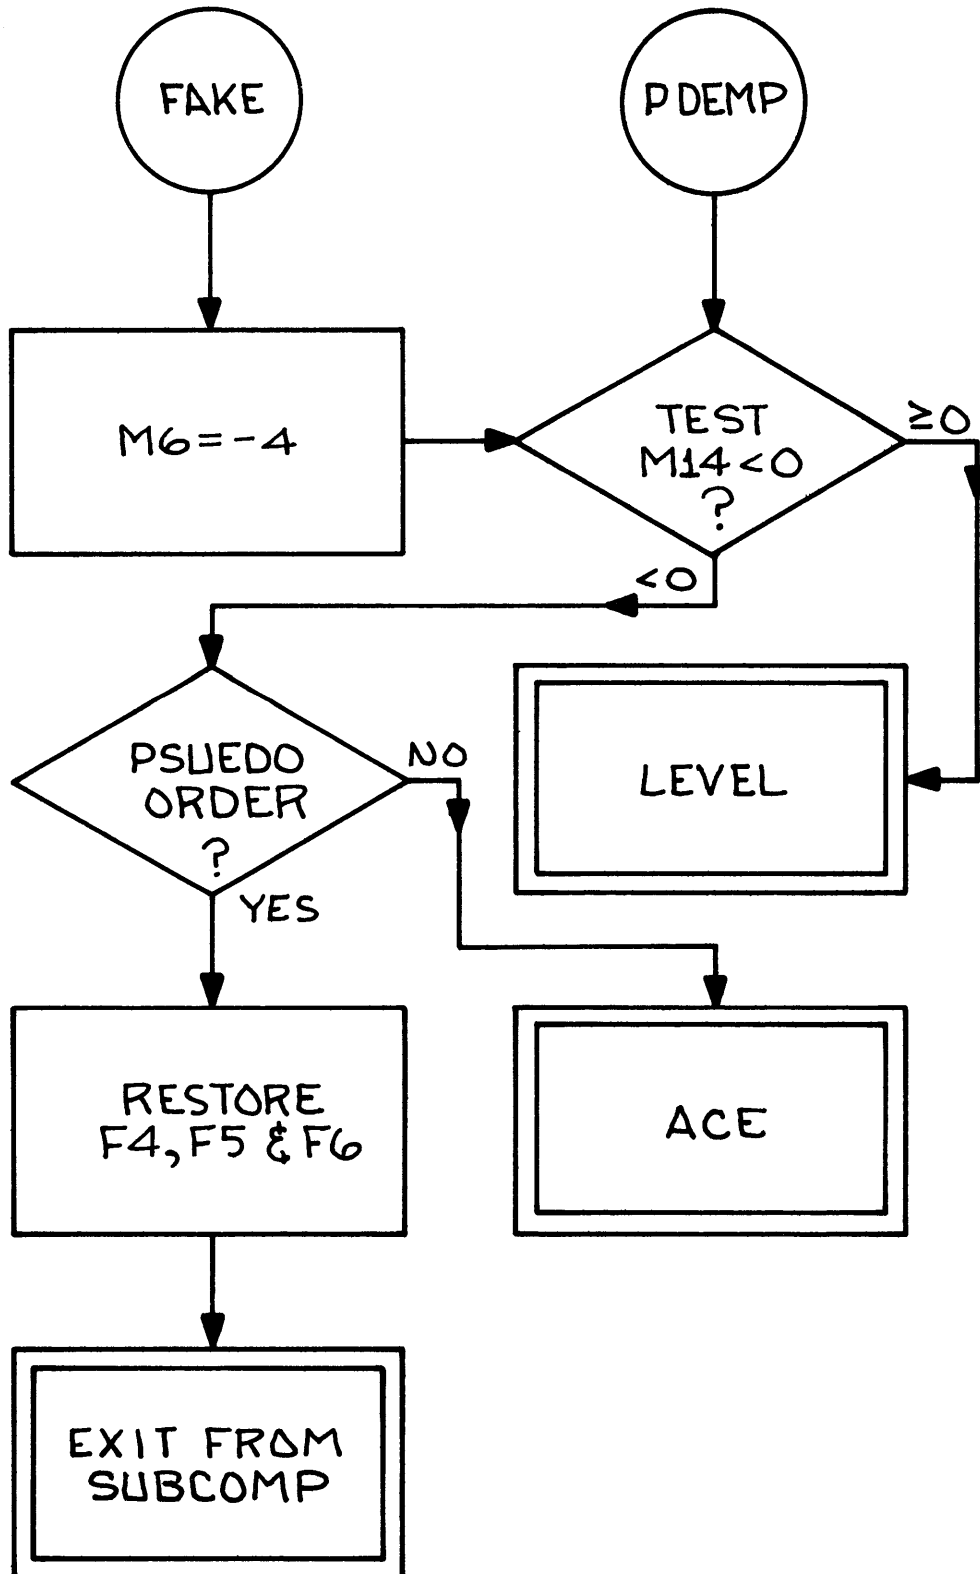 FAKE
PDEMP
M6=-4
TEST
M14<0
?
≥0
<0
PSUEDO
ORDER
?
NO
YES
LEVEL
RESTORE
F4, F5 & F6
ACE
EXIT FROM
SUBCOMP